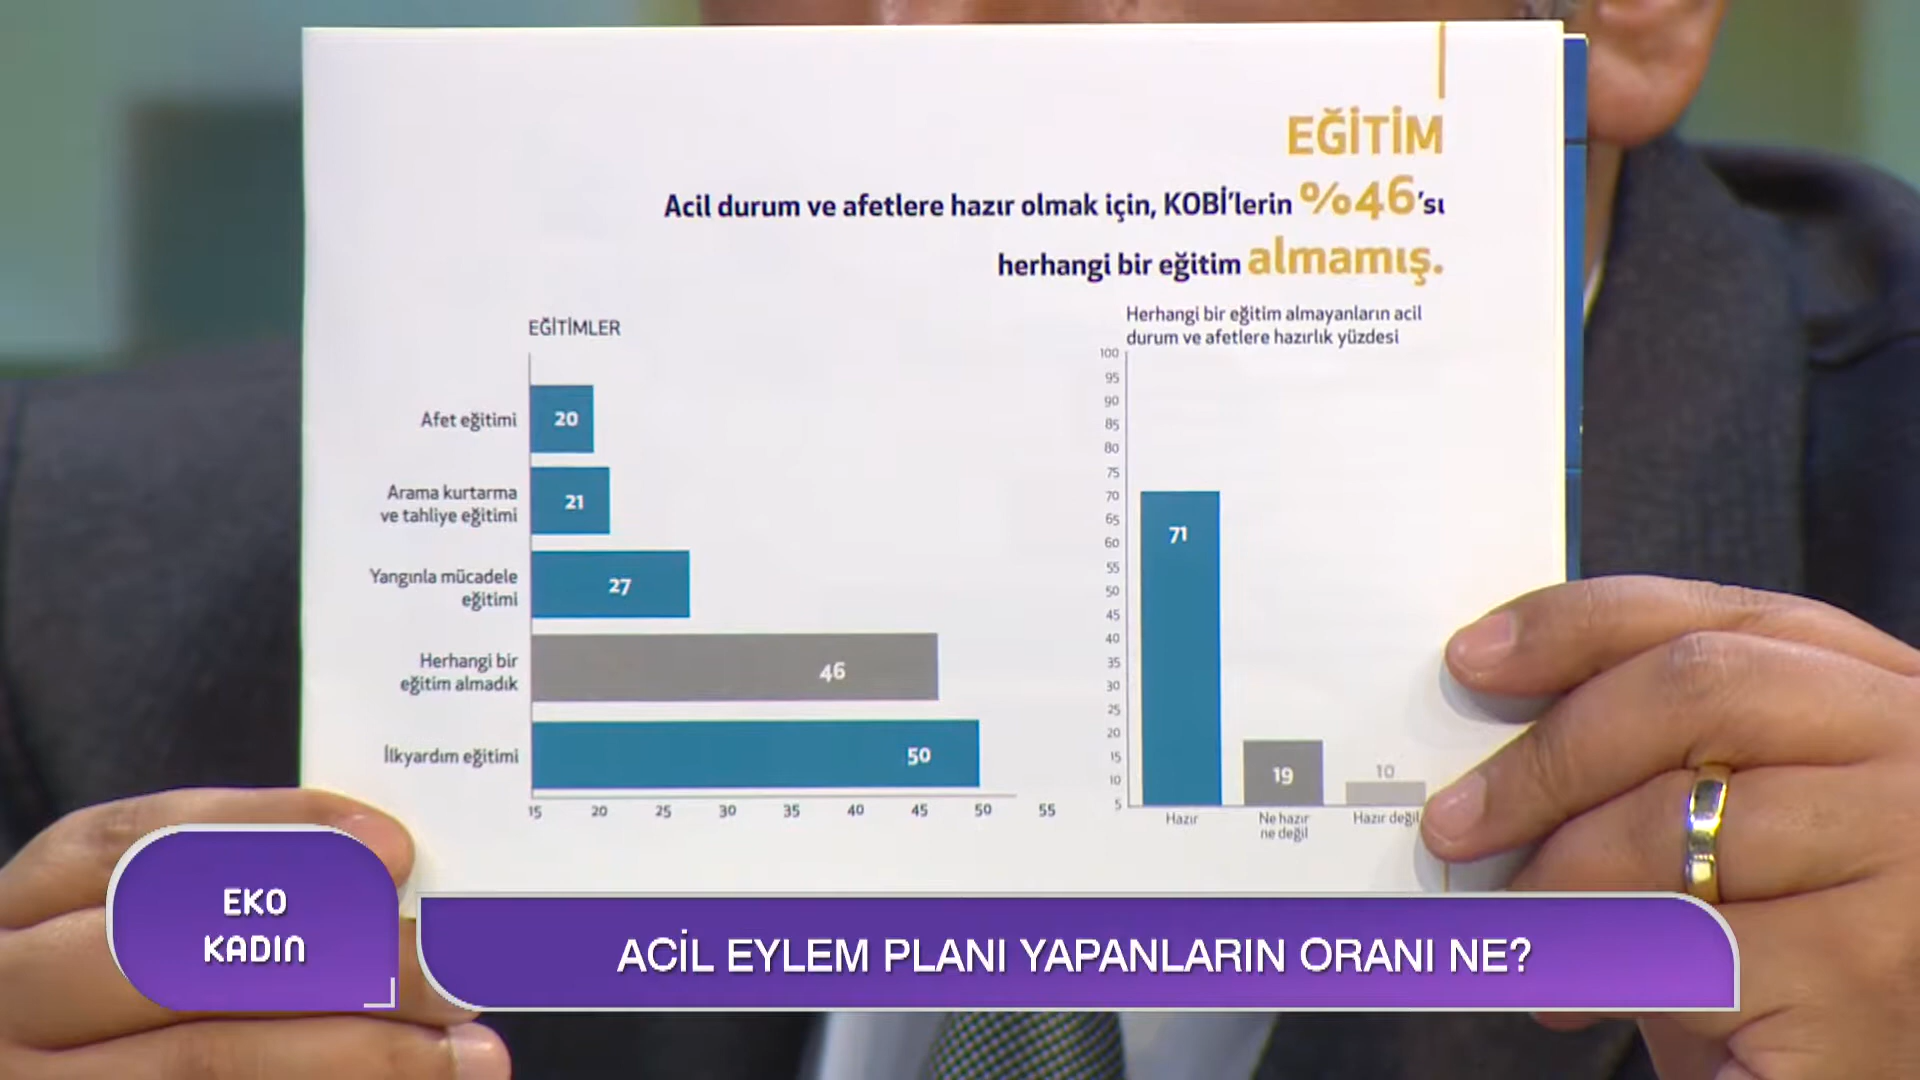 EĞİTİM
Acil durum ve afetlere hazır olmak için, KOBİ'lerin %46'sı
herhangi bir eğitim almamış.
EĞİTİMLER
Afet eğitimi
20
Arama kurtarma
ve tahliye eğitimi
21
Yangınla mücadele
eğitimi
27
Herhangi bir
eğitim almadık
46
İlkyardım eğitimi
50
15 20 25 30 35 40 45 50 55
Herhangi bir eğitim almayanların acil
durum ve afetlere hazırlık yüzdesi
100
95
90
85
80
75
70
65
60
55
50
45
40
35
30
25
20
15
10
5
71
19
10
Hazır
Ne hazır
ne değil
Hazır değil
EKO
KADIN
ACİL EYLEM PLANI YAPANLARIN ORANI NE?